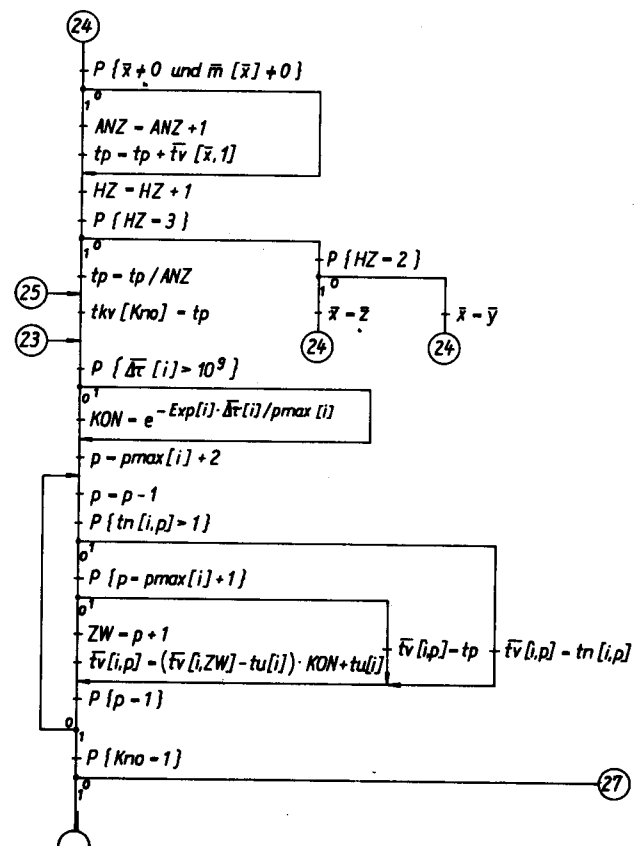 24
P{x̄ ≠ 0 und m̄ [x̄] ≠ 0}
1 0
ANZ = ANZ + 1
tp = tp + t̄v̄ [x̄, 1]
HZ = HZ + 1
P{HZ = 3}
1 0
P{HZ = 2}
1 0
tp = tp / ANZ
25
tkv [Kno] = tp
x̄ = z̄
x̄ = ȳ
23
24
24
P{Δ̄τ̄ [i] > 10⁹}
0 1
KON = e^-Exp[i]·Δ̄τ̄[i]/pmax[i]
p = pmax[i] + 2
p = p - 1
P{tn[i,p] > 1}
0 1
P{p = pmax[i] + 1}
0 1
ZW = p + 1
t̄v̄[i,p] = tp
t̄v̄[i,p] = tn[i,p]
t̄v̄[i,p] = (t̄v̄[i,ZW] - tu[i]) · KON + tu[i]
P{p = 1}
0 1
P{Kno = 1}
1 0
27